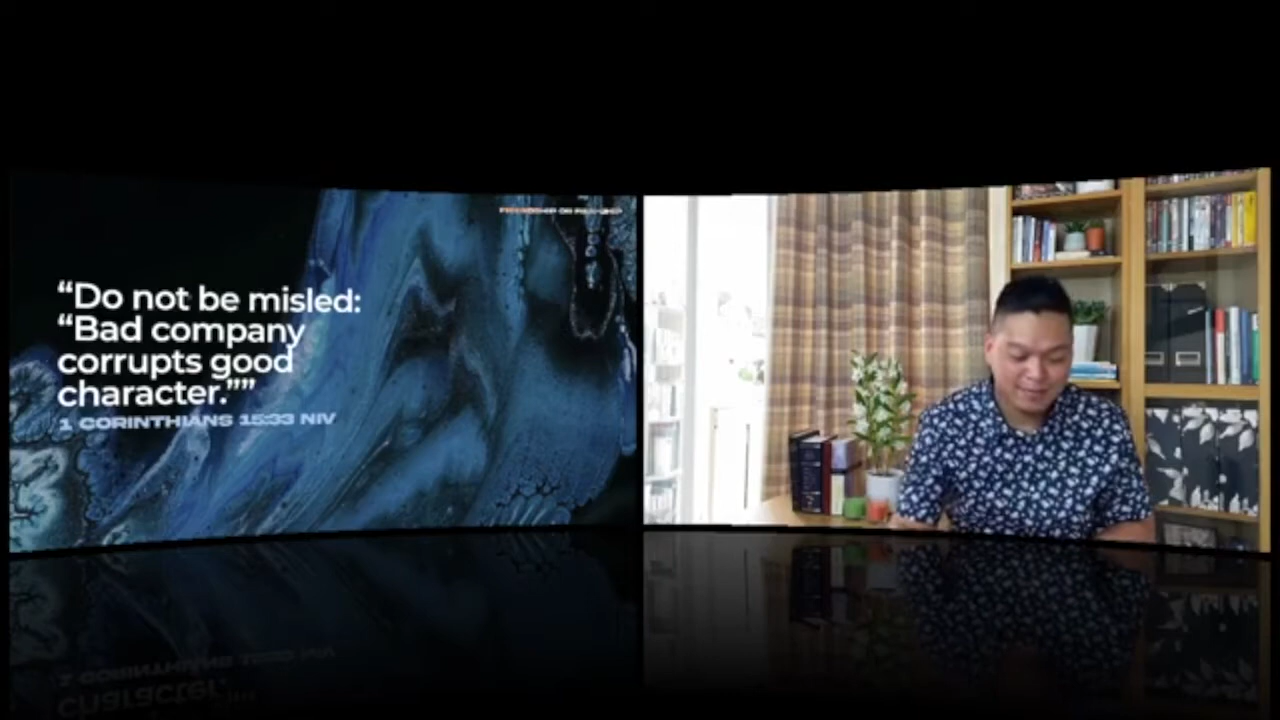 “Do not be misled:
“Bad company
corrupts good
character.””
1 CORINTHIANS 15:33 NIV